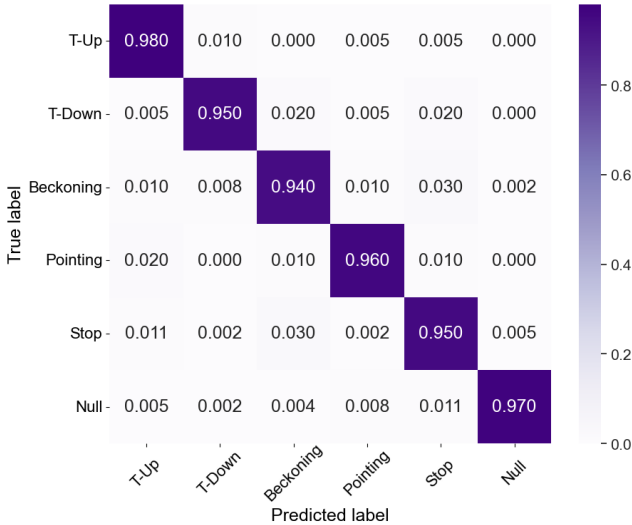 T-Up 0.980 0.010 0.000 0.005 0.005 0.000
T-Down 0.005 0.950 0.020 0.005 0.020 0.000
Beckoning 0.010 0.008 0.940 0.010 0.030 0.002
Pointing 0.020 0.000 0.010 0.960 0.010 0.000
Stop 0.011 0.002 0.030 0.002 0.950 0.005
Null 0.005 0.002 0.004 0.008 0.011 0.970
T-Up T-Down Beckoning Pointing Stop Null
Predicted label
True label
0.8
0.6
0.4
0.2
0.0